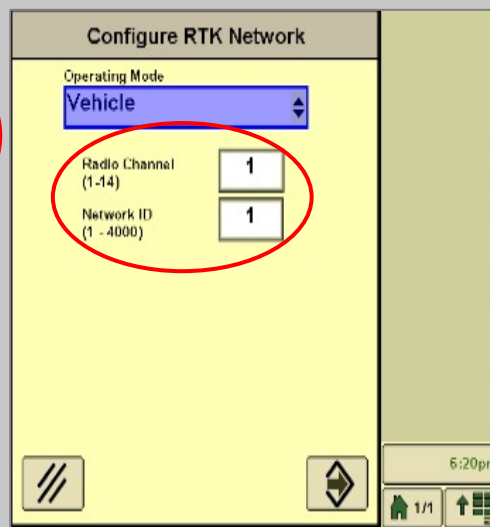 Configure RTK Network
Operating Mode
Vehicle
Radio Channel
(1-14)
1
Network ID
(1 - 4000)
1
6:20pm
1/1